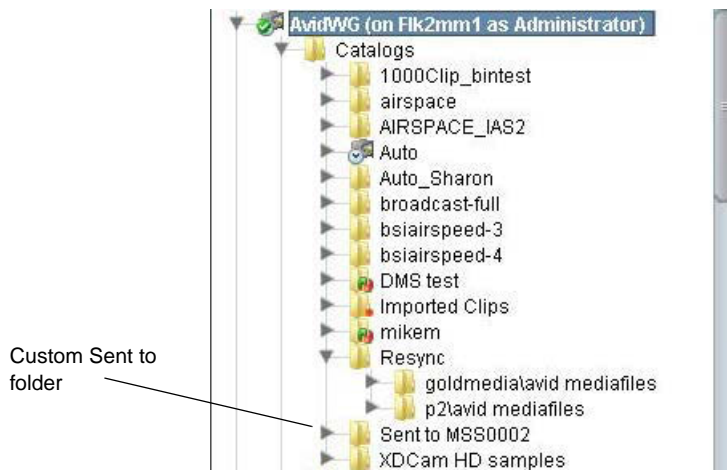 AvidWG (on Flk2mm1 as Administrator)
Catalogs
1000Clip_bintest
airspace
AIRSPACE_IAS2
Auto
Auto_Sharon
broadcast-full
bsiairspeed-3
bsiairspeed-4
DMS test
Imported Clips
mikem
Resync
goldmedia\avid mediafiles
p2\avid mediafiles
Sent to MSS0002
XDCam HD samples
Custom Sent to
folder